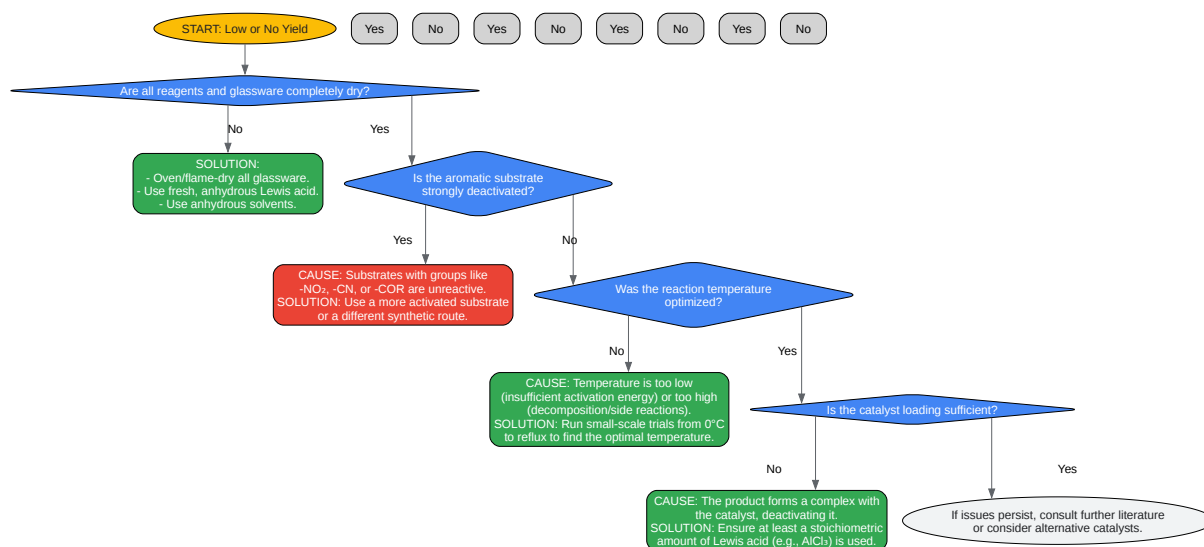 START: Low or No Yield
Yes
No
Yes
No
Yes
No
Yes
No
Are all reagents and glassware completely dry?
No
Yes
SOLUTION:
- Oven/flame-dry all glassware.
- Use fresh, anhydrous Lewis acid.
- Use anhydrous solvents.
Is the aromatic substrate
strongly deactivated?
Yes
No
CAUSE: Substrates with groups like
-NO₂, -CN, or -COR are unreactive.
SOLUTION: Use a more activated substrate
or a different synthetic route.
Was the reaction temperature
optimized?
No
Yes
CAUSE: Temperature is too low
(insufficient activation energy) or too high
(decomposition/side reactions).
SOLUTION: Run small-scale trials from 0°C
to reflux to find the optimal temperature.
Is the catalyst loading sufficient?
No
Yes
CAUSE: The product forms a complex with
the catalyst, deactivating it.
SOLUTION: Ensure at least a stoichiometric
amount of Lewis acid (e.g., AlCl₃) is used.
If issues persist, consult further literature
or consider alternative catalysts.